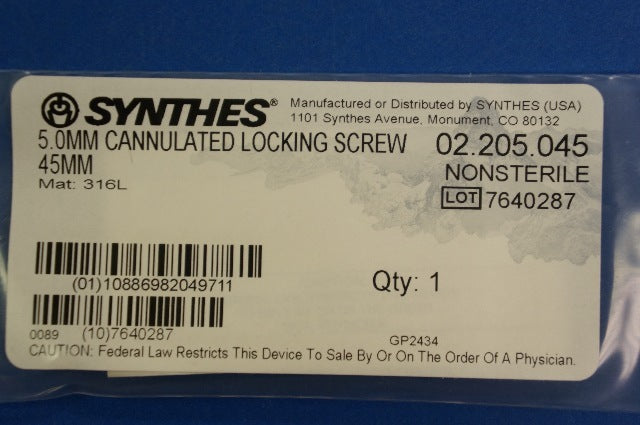 SYNTHES®
Manufactured or Distributed by SYNTHES (USA)
1101 Synthes Avenue, Monument, CO 80132
5.0MM CANNULATED LOCKING SCREW
45MM
Mat: 316L
02.205.045
NONSTERILE
LOT 7640287
(01)10886982049711
Qty: 1
0089 (10)7640287
GP2434
CAUTION: Federal Law Restricts This Device To Sale By Or On The Order Of A Physician.